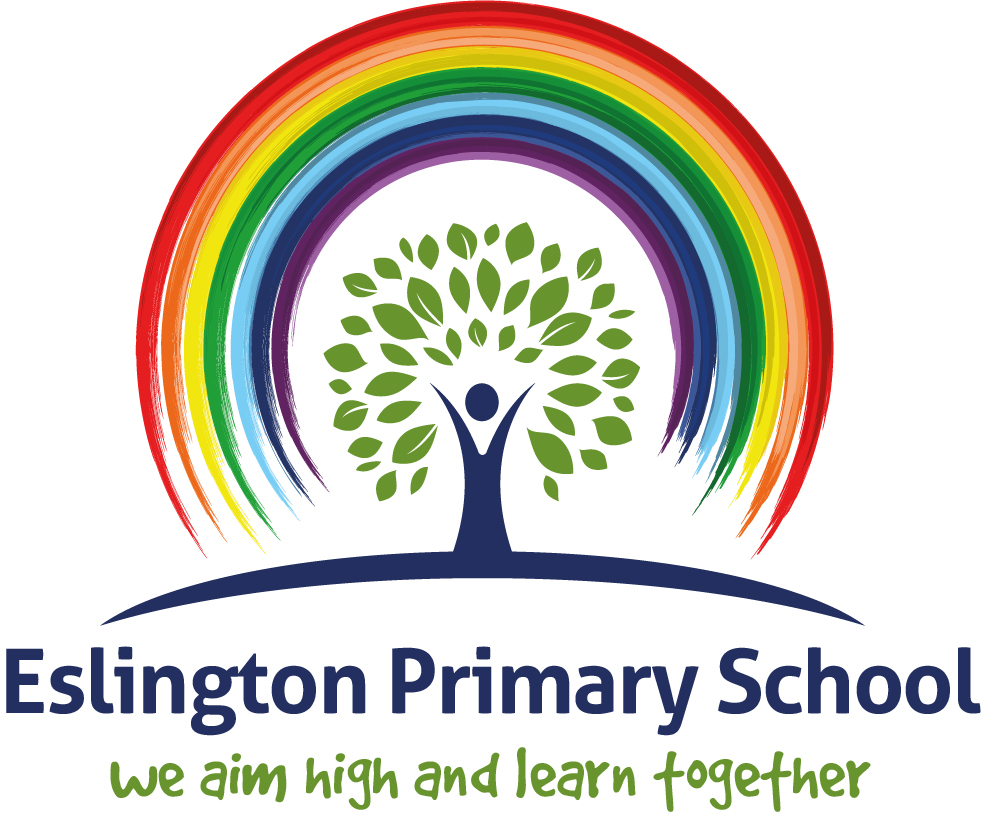 Eslington Primary School
we aim high and learn together